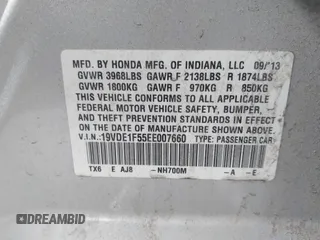 MFD. BY HONDA MFG. OF INDIANA, LLC 09/13
GVWR 3968LBS GAWR F 2138LBS R 1874LBS
GVWR 1800KG GAWR F 970KG R 850KG
THIS VEHICLE CONFORMS TO ALL APPLICABLE
FEDERAL MOTOR VEHICLE SAFETY, BUMPER,
AND THEFT PREVENTION STANDARDS IN EFFECT
ON THE DATE OF MANUFACTURE SHOWN ABOVE.
V.I.N.: 19VDE1F55EE007660 TYPE: PASSENGER CAR
TX6 E AJ8 -NH700M -A -E